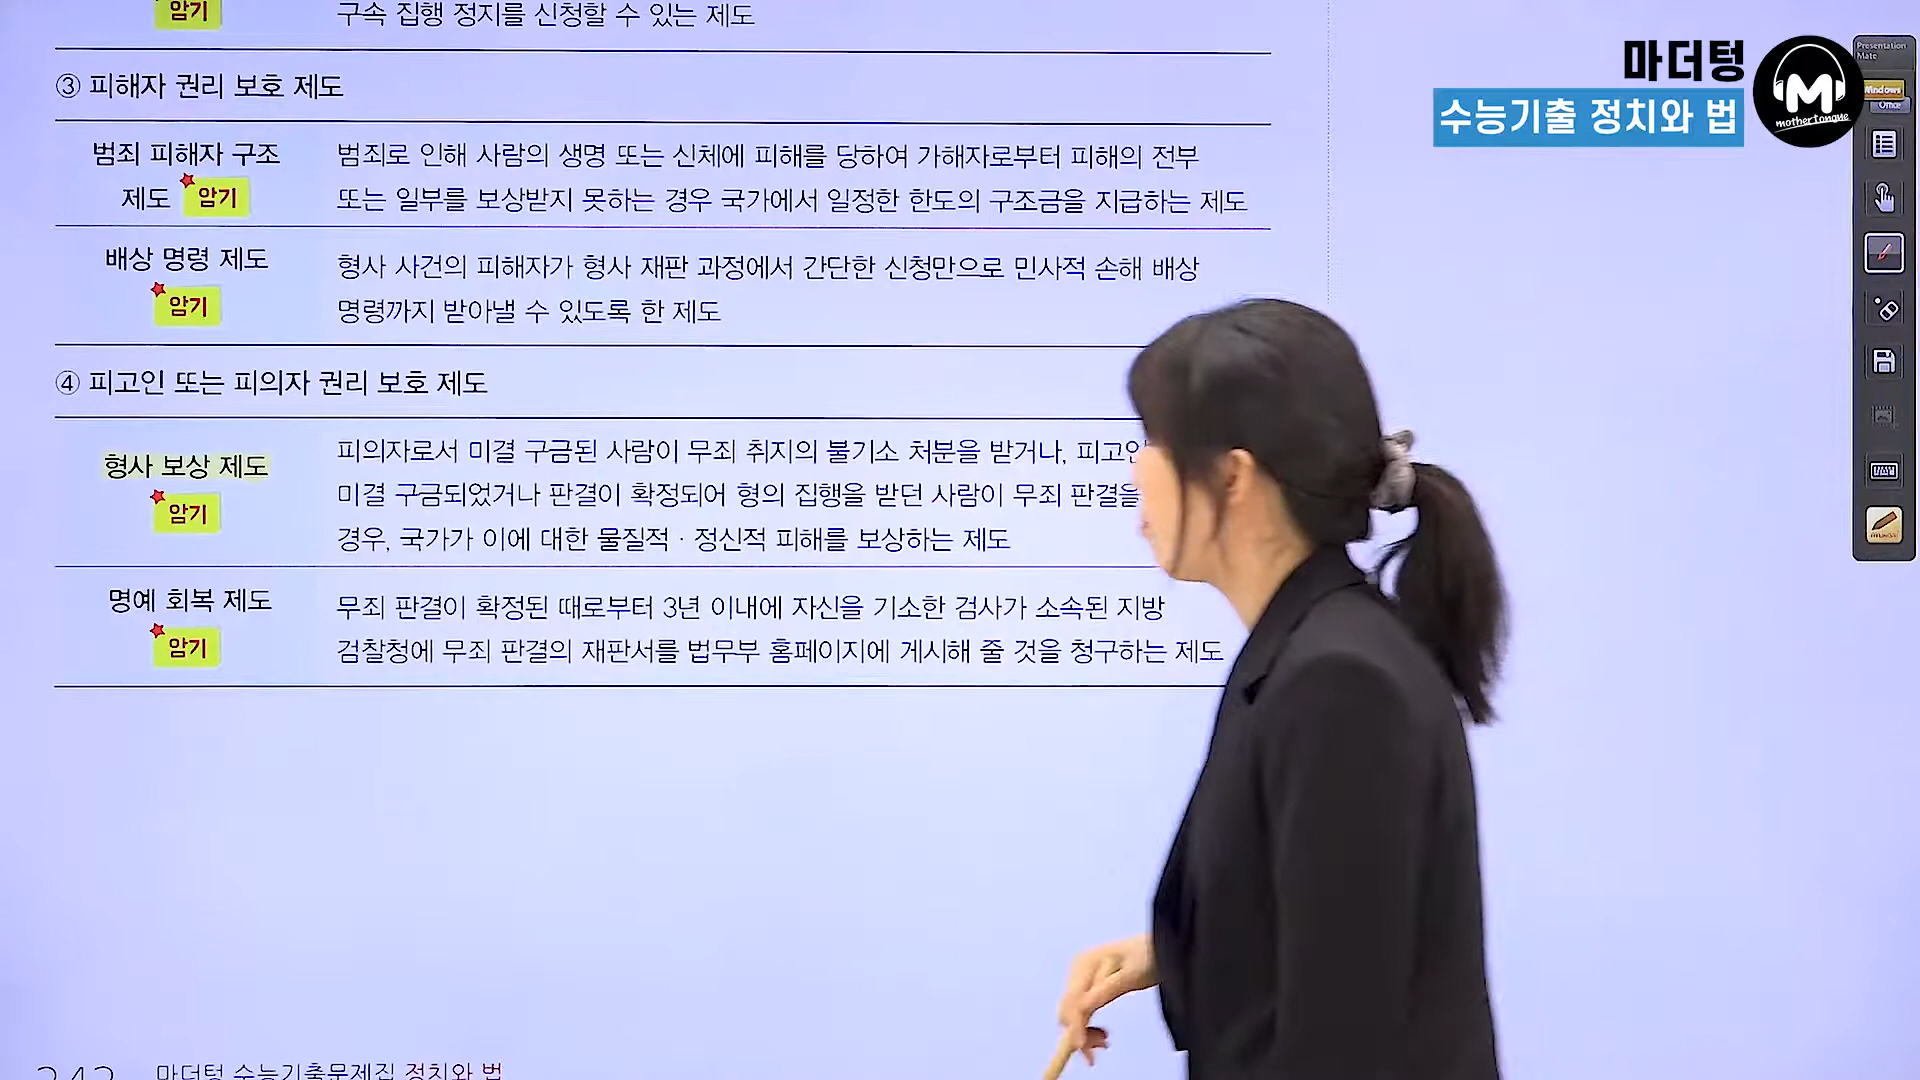 암기
구속 집행 정지를 신청할 수 있는 제도
③ 피해자 권리 보호 제도
범죄 피해자 구조
제도 암기
범죄로 인해 사람의 생명 또는 신체에 피해를 당하여 가해자로부터 피해의 전부
또는 일부를 보상받지 못하는 경우 국가에서 일정한 한도의 구조금을 지급하는 제도
배상 명령 제도
암기
형사 사건의 피해자가 형사 재판 과정에서 간단한 신청만으로 민사적 손해 배상
명령까지 받아낼 수 있도록 한 제도
④ 피고인 또는 피의자 권리 보호 제도
형사 보상 제도
암기
피의자로서 미결 구금된 사람이 무죄 취지의 불기소 처분을 받거나, 피고인
미결 구금되었거나 판결이 확정되어 형의 집행을 받던 사람이 무죄 판결을
경우, 국가가 이에 대한 물질적 · 정신적 피해를 보상하는 제도
명예 회복 제도
암기
무죄 판결이 확정된 때로부터 3년 이내에 자신을 기소한 검사가 소속된 지방
검찰청에 무죄 판결의 재판서를 법무부 홈페이지에 게시해 줄 것을 청구하는 제도
마더텅 수능기출문제집 정치와 법
마더텅
수능기출 정치와 법
M
mothertongue
Presentation
Mate
Windows
Office